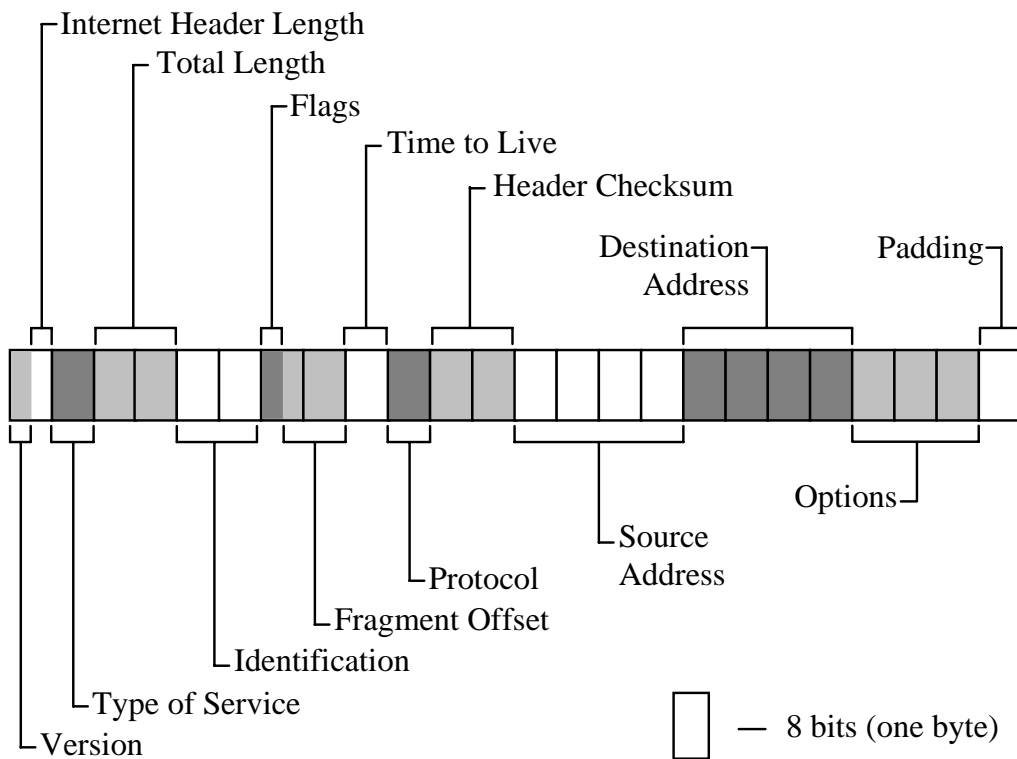 Internet Header Length
Total Length
Flags
Time to Live
Header Checksum
Destination
Address
Padding
Options
Source
Address
Protocol
Fragment Offset
Identification
Type of Service
Version
— 8 bits (one byte)